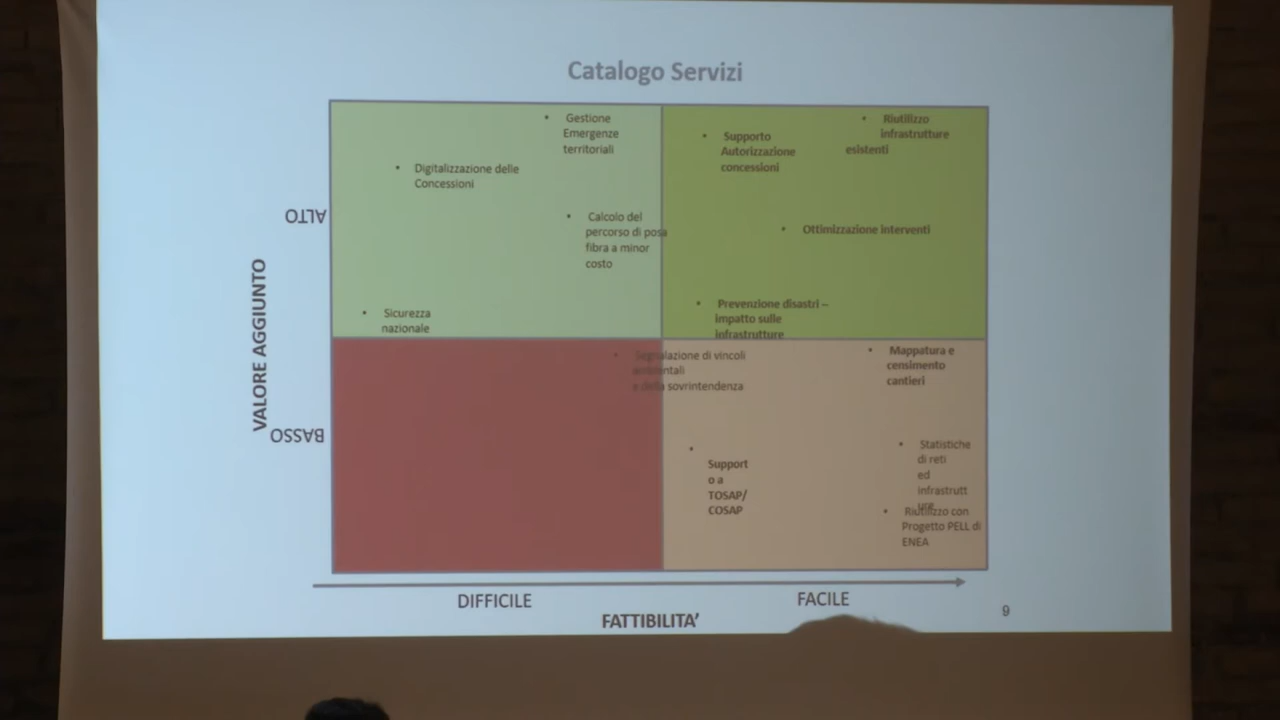 Catalogo Servizi
• Gestione
Emergenze
territoriali
• Digitalizzazione delle
Concessioni
• Calcolo del
percorso di posa
fibra a minor
costo
• Sicurezza
nazionale
• Supporto
Autorizzazione
concessioni
• Riutilizzo
infrastrutture
esistenti
• Ottimizzazione interventi
• Prevenzione disastri –
impatto sulle
infrastrutture
• Segnalazione di vincoli
ambientali
e della sovrintendenza
• Mappatura e
censimento
cantieri
•
Support
o a
TOSAP/
COSAP
• Statistiche
di reti
ed
infrastrutt
ure
• Riutilizzo con
Progetto PELL di
ENEA
ALTO
VALORE AGGIUNTO
BASSO
DIFFICILE
FACILE
FATTIBILITA'
9